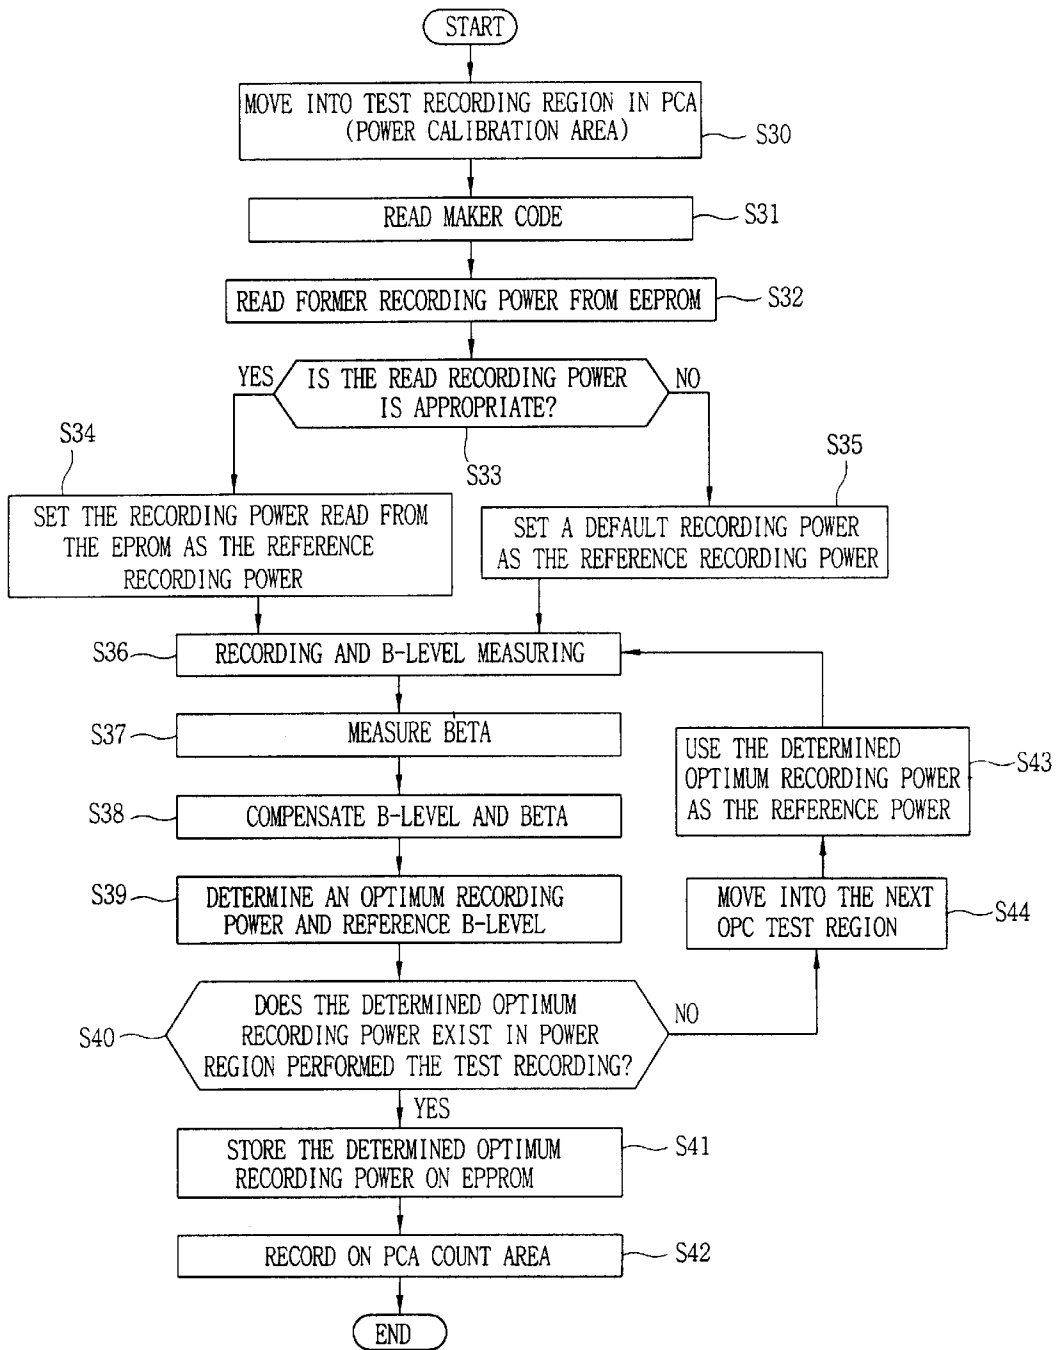 START
MOVE INTO TEST RECORDING REGION IN PCA
(POWER CALIBRATION AREA)
S30
READ MAKER CODE
S31
READ FORMER RECORDING POWER FROM EEPROM
S32
YES
IS THE READ RECORDING POWER
IS APPROPRIATE?
NO
S33
S34
SET THE RECORDING POWER READ FROM
THE EPROM AS THE REFERENCE
RECORDING POWER
S35
SET A DEFAULT RECORDING POWER
AS THE REFERENCE RECORDING POWER
S36
RECORDING AND B-LEVEL MEASURING
S37
MEASURE BETA
S38
COMPENSATE B-LEVEL AND BETA
S39
DETERMINE AN OPTIMUM RECORDING
POWER AND REFERENCE B-LEVEL
S40
DOES THE DETERMINED OPTIMUM
RECORDING POWER EXIST IN POWER
REGION PERFORMED THE TEST RECORDING?
NO
USE THE DETERMINED
OPTIMUM RECORDING POWER
AS THE REFERENCE POWER
S43
MOVE INTO THE NEXT
OPC TEST REGION
S44
YES
STORE THE DETERMINED OPTIMUM
RECORDING POWER ON EPPROM
S41
RECORD ON PCA COUNT AREA
S42
END